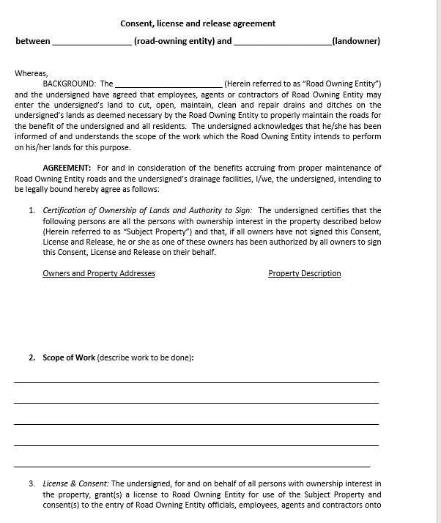 Consent, license and release agreement
between ____________ (road-owning entity) and ____________ (landowner)
Whereas,
BACKGROUND: The ____________ (Herein referred to as "Road Owning Entity")
and the undersigned have agreed that employees, agents or contractors of Road Owning Entity may
enter the undersigned's land to cut, open, maintain, clean and repair drains and ditches on the
undersigned's lands as deemed necessary by the Road Owning Entity to properly maintain the roads for
the benefit of the undersigned and all residents. The undersigned acknowledges that he/she has been
informed of and understands the scope of the work which the Road Owning Entity intends to perform
on his/her lands for this purpose.
AGREEMENT: For and in consideration of the benefits accruing from proper maintenance of
Road Owning Entity roads and the undersigned's drainage facilities, I/we, the undersigned, intending to
be legally bound hereby agree as follows:
1. Certification of Ownership of Lands and Authority to Sign: The undersigned certifies that the
following persons are all the persons with ownership interest in the property described below
(Herein referred to as "Subject Property") and that, if all owners have not signed this Consent,
License and Release, he or she as one of these owners has been authorized by all owners to sign
this Consent, License and Release on their behalf.
Owners and Property Addresses Property Description
2. Scope of Work (describe work to be done):
3. License & Consent: The undersigned, for and on behalf of all persons with ownership interest in
the property, grant(s) a license to Road Owning Entity for use of the Subject Property and
consent(s) to the entry of Road Owning Entity officials, employees, agents and contractors onto